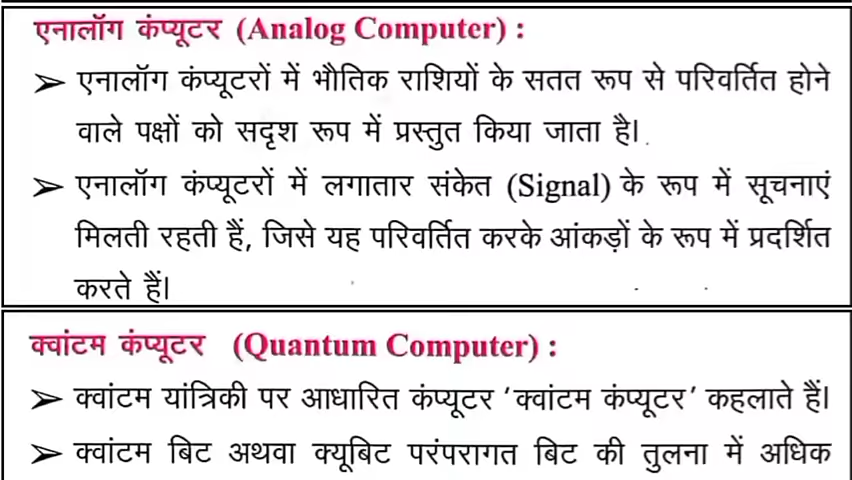 एनालॉग कंप्यूटर (Analog Computer) :
➢ एनालॉग कंप्यूटरों में भौतिक राशियों के सतत रूप से परिवर्तित होने
वाले पक्षों को सदृश रूप में प्रस्तुत किया जाता है।
➢ एनालॉग कंप्यूटरों में लगातार संकेत (Signal) के रूप में सूचनाएं
मिलती रहती हैं, जिसे यह परिवर्तित करके आंकड़ों के रूप में प्रदर्शित
करते हैं।
क्वांटम कंप्यूटर (Quantum Computer) :
➢ क्वांटम यांत्रिकी पर आधारित कंप्यूटर ‘क्वांटम कंप्यूटर’ कहलाते हैं।
➢ क्वांटम बिट अथवा क्यूबिट परंपरागत बिट की तुलना में अधिक